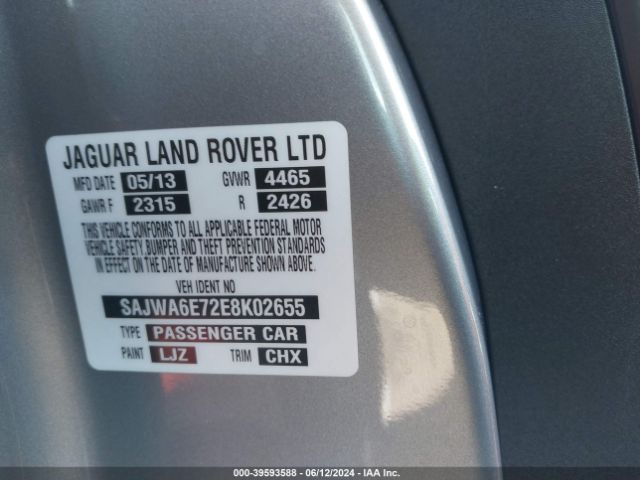 JAGUAR LAND ROVER LTD
MFD DATE 05/13 GVWR 4465
GAWR F 2315 R 2426
THIS VEHICLE CONFORMS TO ALL APPLICABLE FEDERAL MOTOR
VEHICLE SAFETY, BUMPER AND THEFT PREVENTION STANDARDS
IN EFFECT ON THE DATE OF MANUFACTURE SHOWN ABOVE.
VEH IDENT NO
SAJWA6E72E8K02655
TYPE PASSENGER CAR
PAINT LJZ TRIM CHX
000-39593588 - 06/12/2024 - IAA Inc.